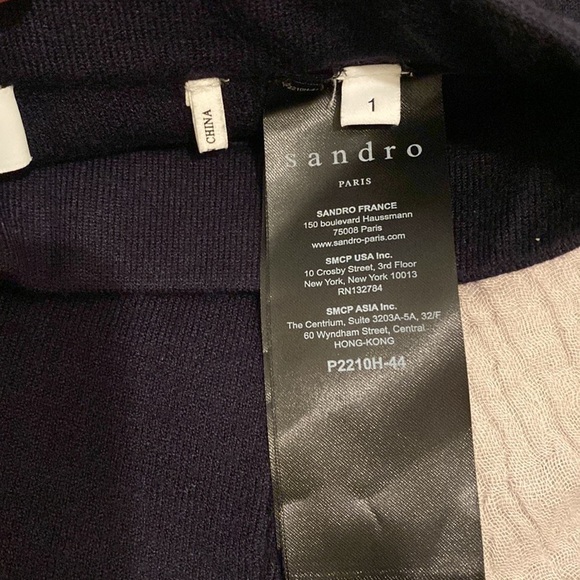 CHINA
1
sandro
PARIS
SANDRO FRANCE
150 boulevard Haussmann
75008 Paris
www.sandro-paris.com
SMCP USA Inc.
10 Crosby Street, 3rd Floor
New York, New York 10013
RN132784
SMCP ASIA Inc.
The Centrium, Suite 3203A-5A, 32/F
60 Wyndham Street, Central
HONG-KONG
P2210H-44